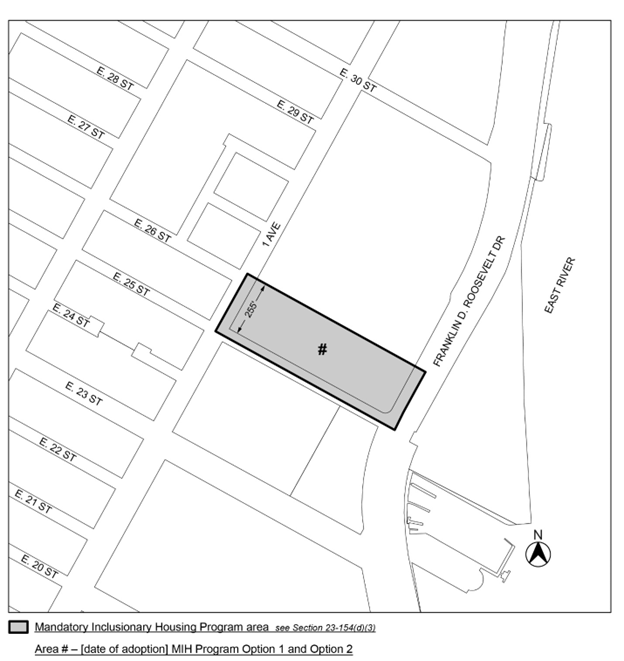 E. 30 ST
E. 28 ST
E. 29 ST
E. 27 ST
E. 26 ST
1 AVE
FRANKLIN D. ROOSEVELT DR
EAST RIVER
E. 25 ST
255'
E. 24 ST
#
E. 23 ST
E. 22 ST
E. 21 ST
N
E. 20 ST
Mandatory Inclusionary Housing Program area see Section 23-154(d)(3)
Area # – [date of adoption] MIH Program Option 1 and Option 2